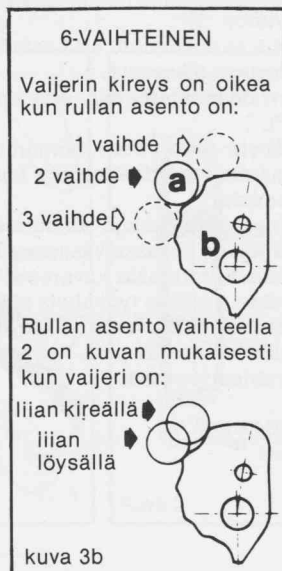 6-VAIHTEINEN
Vaijerin kireys on oikea
kun rullan asento on:
1 vaihde
2 vaihde
3 vaihde
a
b
Rullan asento vaihteella
2 on kuvan mukaisesti
kun vaijeri on:
liian kireällä
liian
löysällä
kuva 3b